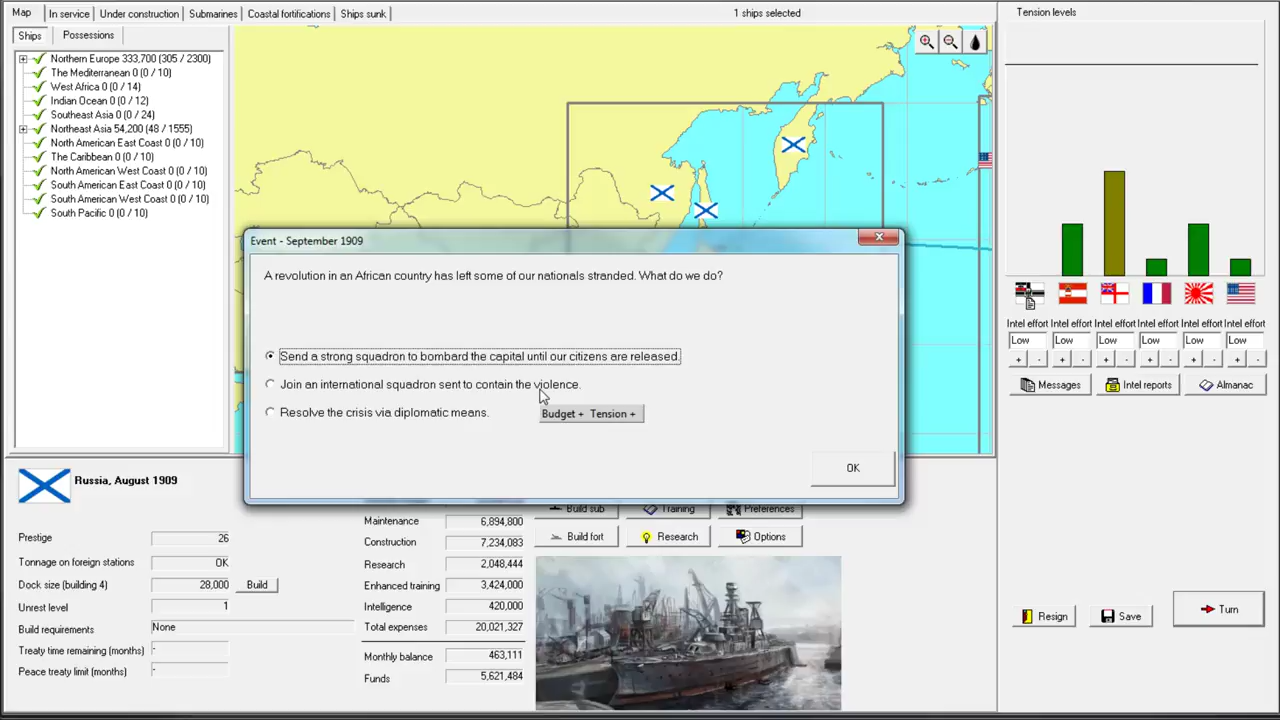 Map
In service
Under construction
Submarines
Coastal fortifications
Ships sunk
1 ships selected
Tension levels
Ships
Possessions
Northern Europe 333,700 (305 / 2300)
The Mediterranean 0 (0 / 10)
West Africa 0 (0 / 14)
Indian Ocean 0 (0 / 12)
Southeast Asia 0 (0 / 24)
Northeast Asia 54,200 (48 / 1555)
North American East Coast 0 (0 / 10)
The Caribbean 0 (0 / 10)
North American West Coast 0 (0 / 10)
South American East Coast 0 (0 / 10)
South American West Coast 0 (0 / 10)
South Pacific 0 (0 / 10)
Event - September 1909
A revolution in an African country has left some of our nationals stranded. What do we do?
Send a strong squadron to bombard the capital until our citizens are released.
Join an international squadron sent to contain the violence.
Resolve the crisis via diplomatic means.
Budget + Tension +
OK
Intel effort Intel effort Intel effort Intel effort Intel effort Intel effort
Low Low Low Low Low Low
+ - + - + - + - + - + -
Messages
Intel reports
Almanac
Russia, August 1909
Prestige 26
Tonnage on foreign stations OK
Dock size (building 4) 28,000 Build
Unrest level 1
Build requirements None
Treaty time remaining (months) -
Peace treaty limit (months) -
Maintenance 6,894,800
Construction 7,234,083
Research 2,048,444
Enhanced training 3,424,000
Intelligence 420,000
Total expenses 20,021,327
Monthly balance 463,111
Funds 5,621,484
Build sub
Training
Preferences
Build fort
Research
Options
Resign
Save
Turn